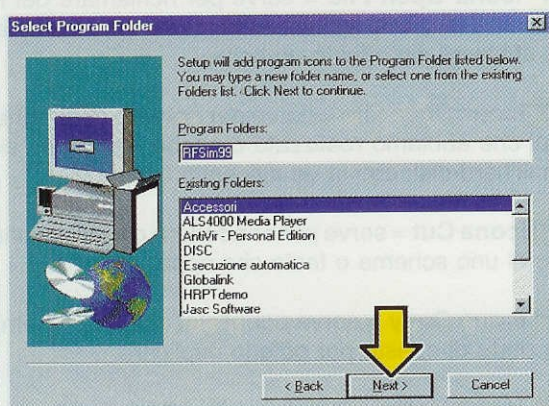 Select Program Folder
Setup will add program icons to the Program Folder listed below.
You may type a new folder name, or select one from the existing
Folders list. Click Next to continue.
Program Folders:
RFSim99
Existing Folders:
Accessori
ALS4000 Media Player
AntiVir - Personal Edition
DISC
Esecuzione automatica
Globalink
HRPT demo
Jasc Software
< Back
Next >
Cancel